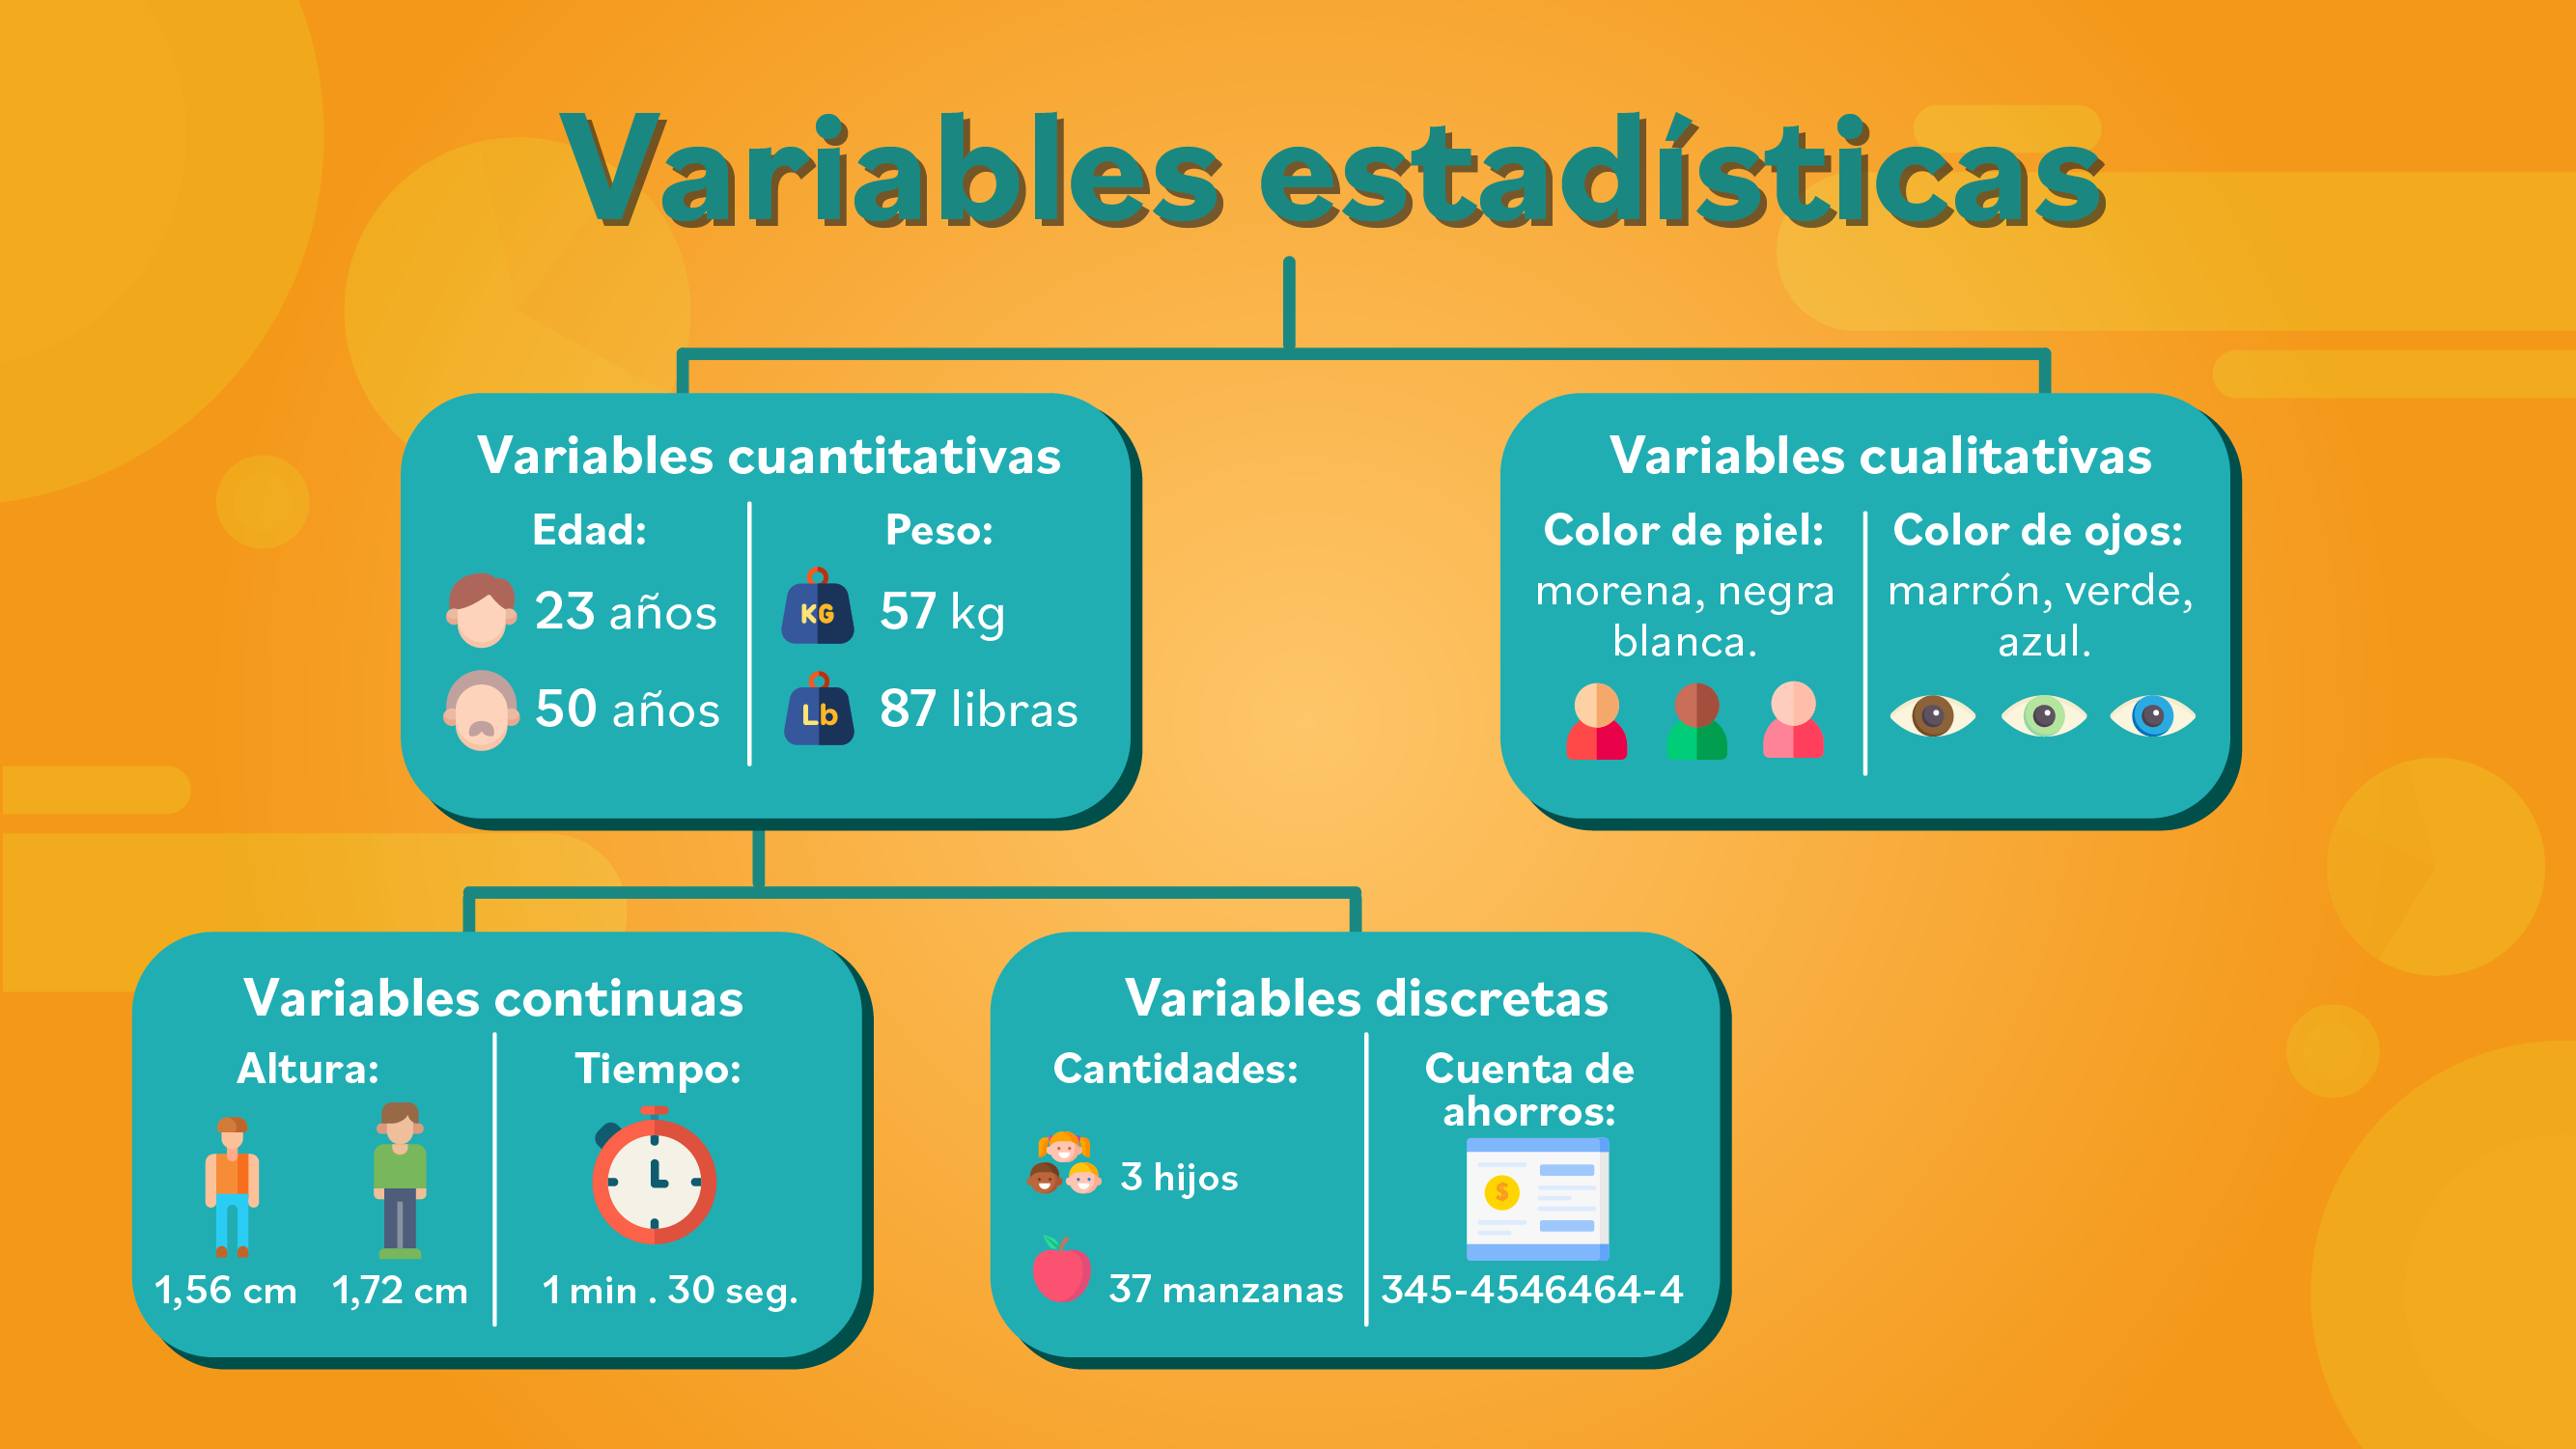 Variables estadísticas
Variables cuantitativas
Edad:
23 años
50 años
Peso:
KG
57 kg
Lb
87 libras
Variables cualitativas
Color de piel:
morena, negra
blanca.
Color de ojos:
marrón, verde,
azul.
Variables continuas
Altura:
1,56 cm
1,72 cm
Tiempo:
1 min . 30 seg.
Variables discretas
Cantidades:
3 hijos
37 manzanas
Cuenta de
ahorros:
$
345-4546464-4